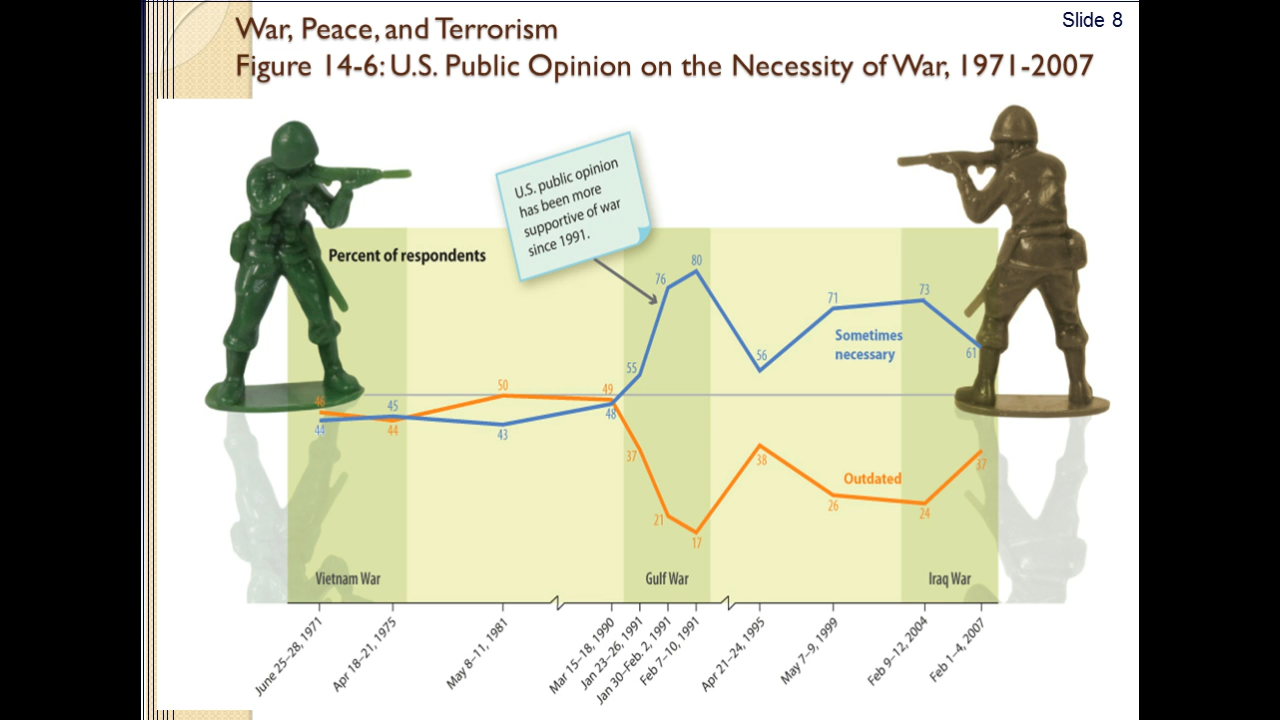 Slide 8
War, Peace, and Terrorism
Figure 14-6: U.S. Public Opinion on the Necessity of War, 1971-2007
U.S. public opinion
has been more
supportive of war
since 1991.
Percent of respondents
80
76
73
71
Sometimes
necessary
61
56
55
50
49
48
46
45
44
44
43
38
37
37
Outdated
26
24
21
17
Vietnam War
Gulf War
Iraq War
June 25–28, 1971
Apr 18–21, 1975
May 8–11, 1981
Mar 15–18, 1990
Jan 23–26, 1991
Jan 30–Feb. 2, 1991
Feb 7–10, 1991
Apr 21–24, 1995
May 7–9, 1999
Feb 9–12, 2004
Feb 1–4, 2007